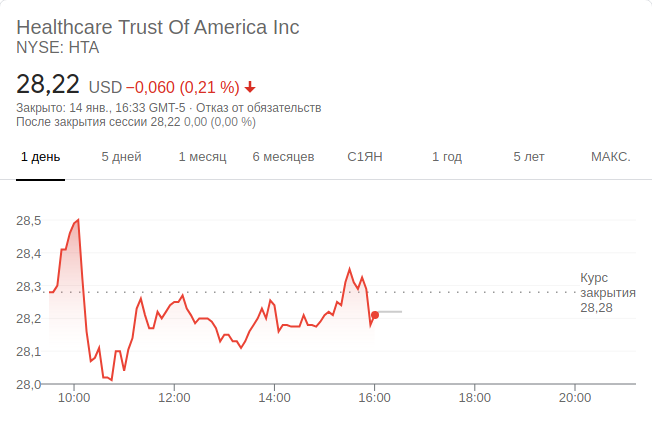 Healthcare Trust Of America Inc
NYSE: HTA
28,22 USD −0,060 (0,21 %)
Закрыто: 14 янв., 16:33 GMT-5 · Отказ от обязательств
После закрытия сессии 28,22 0,00 (0,00 %)
1 день 5 дней 1 месяц 6 месяцев С1ЯН 1 год 5 лет МАКС.
28,5
28,4
28,3
28,2
28,1
28,0
Курс
закрытия
28,28
10:00 12:00 14:00 16:00 18:00 20:00